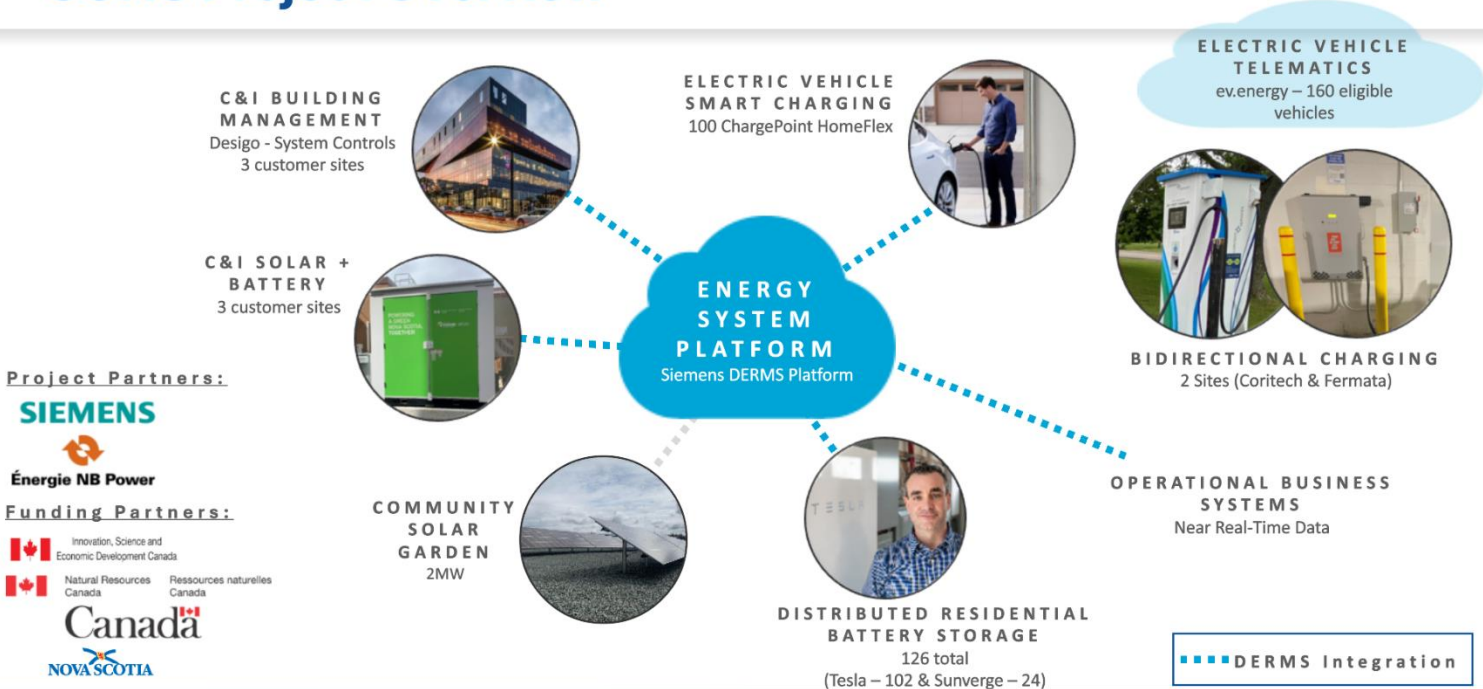 C&I BUILDING
MANAGEMENT
Desigo - System Controls
3 customer sites
ELECTRIC VEHICLE
SMART CHARGING
100 ChargePoint HomeFlex
ELECTRIC VEHICLE
TELEMATICS
ev.energy – 160 eligible
vehicles
C&I SOLAR +
BATTERY
3 customer sites
ENERGY
SYSTEM
PLATFORM
Siemens DERMS Platform
BIDIRECTIONAL CHARGING
2 Sites (Coritech & Fermata)
Project Partners:
SIEMENS
Énergie NB Power
Funding Partners:
Innovation, Science and
Economic Development Canada
Natural Resources
Canada
Ressources naturelles
Canada
Canada
NOVA SCOTIA
COMMUNITY
SOLAR
GARDEN
2MW
TESLA
DISTRIBUTED RESIDENTIAL
BATTERY STORAGE
126 total
(Tesla – 102 & Sunverge – 24)
OPERATIONAL BUSINESS
SYSTEMS
Near Real-Time Data
DERMS Integration